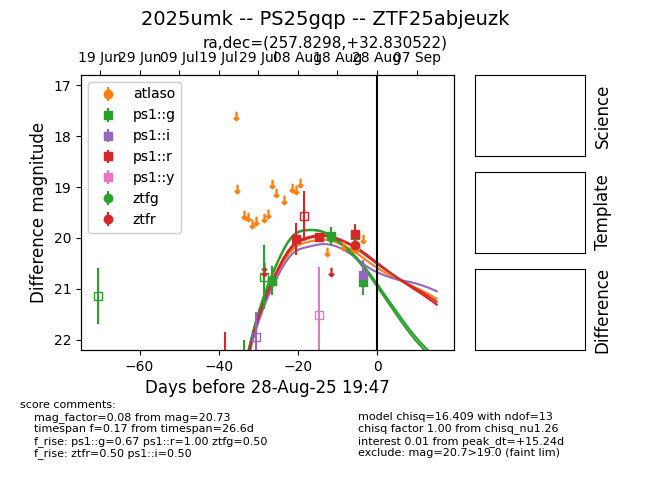 2025umk -- PS25gqp -- ZTF25abjeuzk
ra,dec=(257.8298,+32.830522)
19 Jun 29 Jun 09 Jul 19 Jul 29 Jul 08 Aug 18 Aug 28 Aug 07 Sep
17
18
19
20
21
22
Difference magnitude
atlaso
ps1::g
ps1::i
ps1::r
ps1::y
ztfg
ztfr
−60 −40 −20 0
Days before 28-Aug-25 19:47
Science
Template
Difference
score comments:
mag_factor=0.08 from mag=20.73
timespan f=0.17 from timespan=26.6d
f_rise: ps1::g=0.67 ps1::r=1.00 ztfg=0.50
f_rise: ztfr=0.50 ps1::i=0.50
model chisq=16.409 with ndof=13
chisq factor 1.00 from chisq_nu1.26
interest 0.01 from peak_dt=+15.24d
exclude: mag=20.7>19.0 (faint lim)